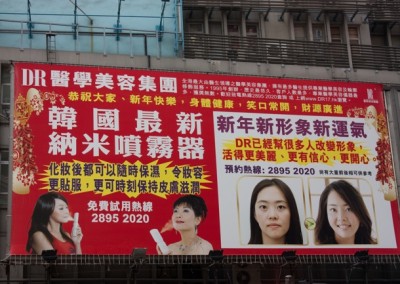 DR醫學美容集團
恭祝大家、新年快樂，身體健康，笑口常開，財源廣進
韓國最新
納米噴霧器
化妝後都可以隨時保濕，令妝容
更貼服，更可時刻保持皮膚滋潤
免費試用熱線
2895 2020
新年新形象新運氣
DR已經幫很多人改變形象，
活得更美麗，更有信心，更開心
預約熱線: 2895 2020